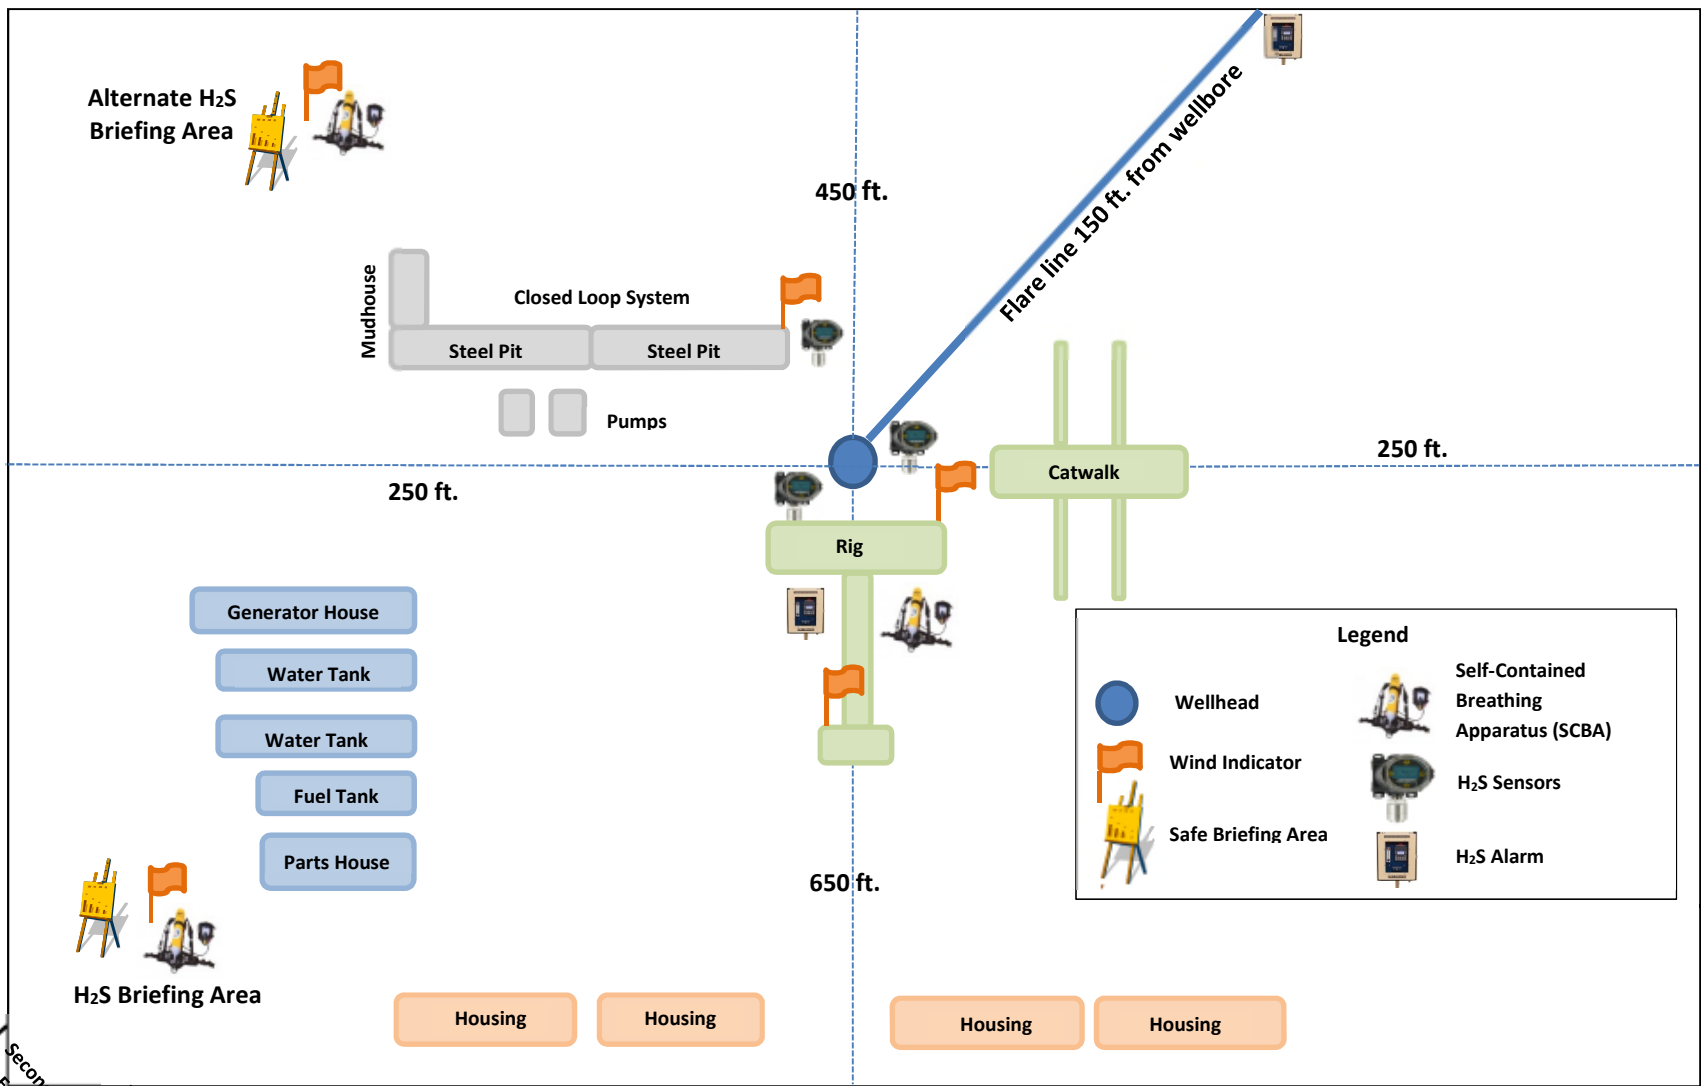 Alternate H₂S
Briefing Area
450 ft.
Flare line 150 ft. from wellbore
Mudhouse
Closed Loop System
Steel Pit
Steel Pit
Pumps
250 ft.
250 ft.
Catwalk
Rig
Generator House
Water Tank
Water Tank
Fuel Tank
Parts House
650 ft.
H₂S Briefing Area
Housing
Housing
Housing
Housing
Legend
Wellhead
Wind Indicator
Safe Briefing Area
Self-Contained
Breathing
Apparatus (SCBA)
H₂S Sensors
H₂S Alarm